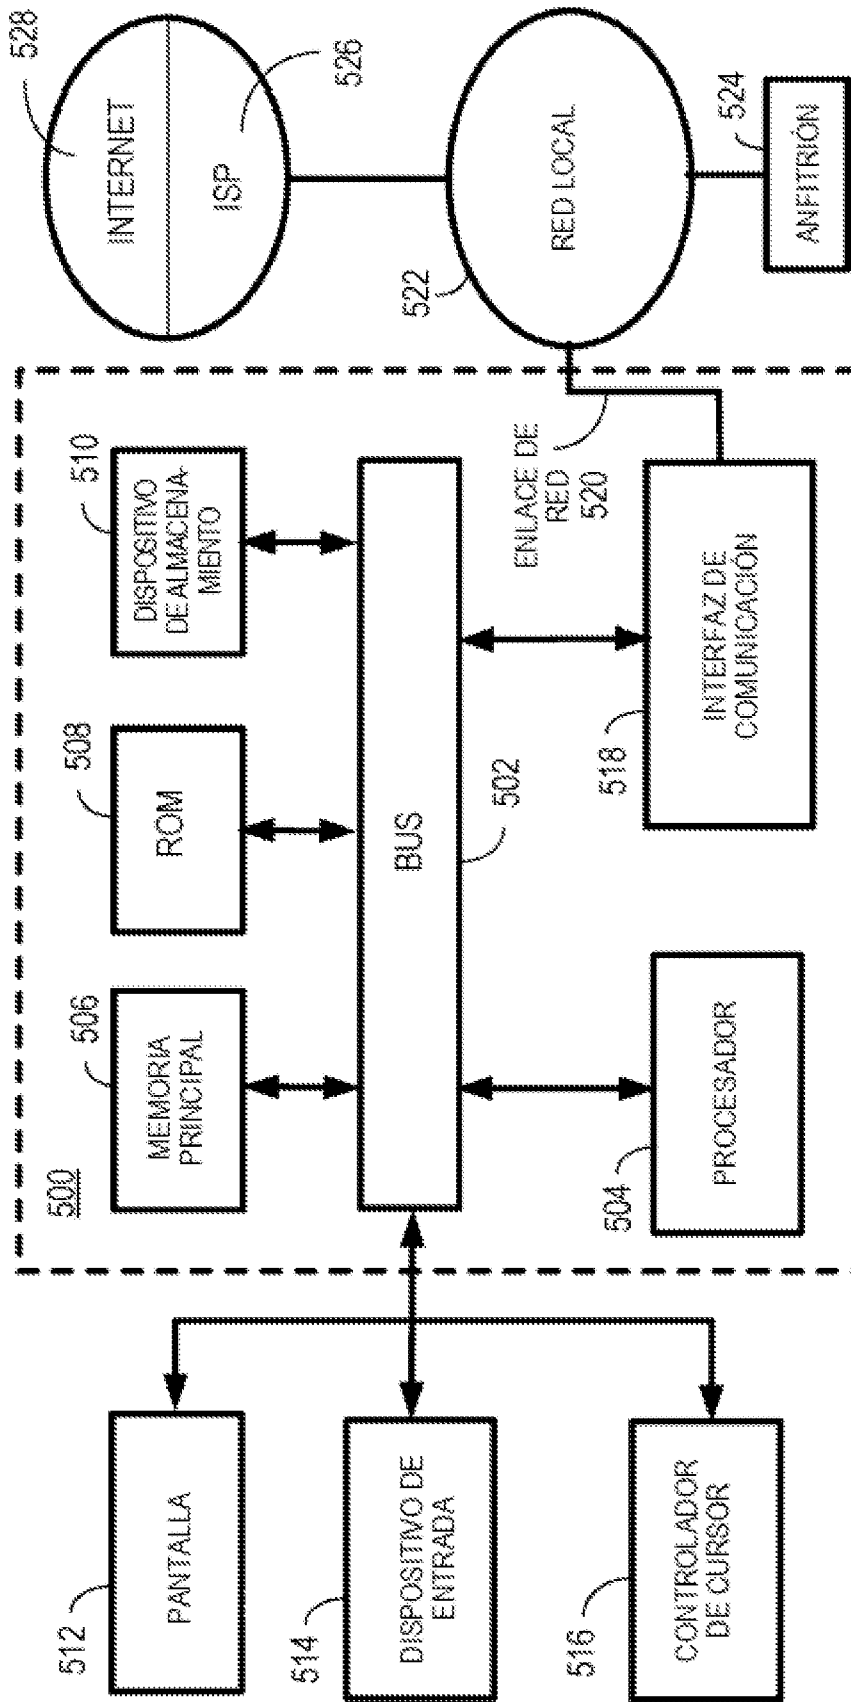 500
512
PANTALLA
514
DISPOSITIVO DE
ENTRADA
516
CONTROLADOR
DE CURSOR
506
MEMORIA
PRINCIPAL
508
ROM
510
DISPOSITIVO
DE ALMACENA-
MIENTO
BUS
502
504
PROCESADOR
518
INTERFAZ DE
COMUNICACIÓN
ENLACE DE
RED
520
INTERNET
528
ISP
526
RED LOCAL
522
ANFITRIÓN
524